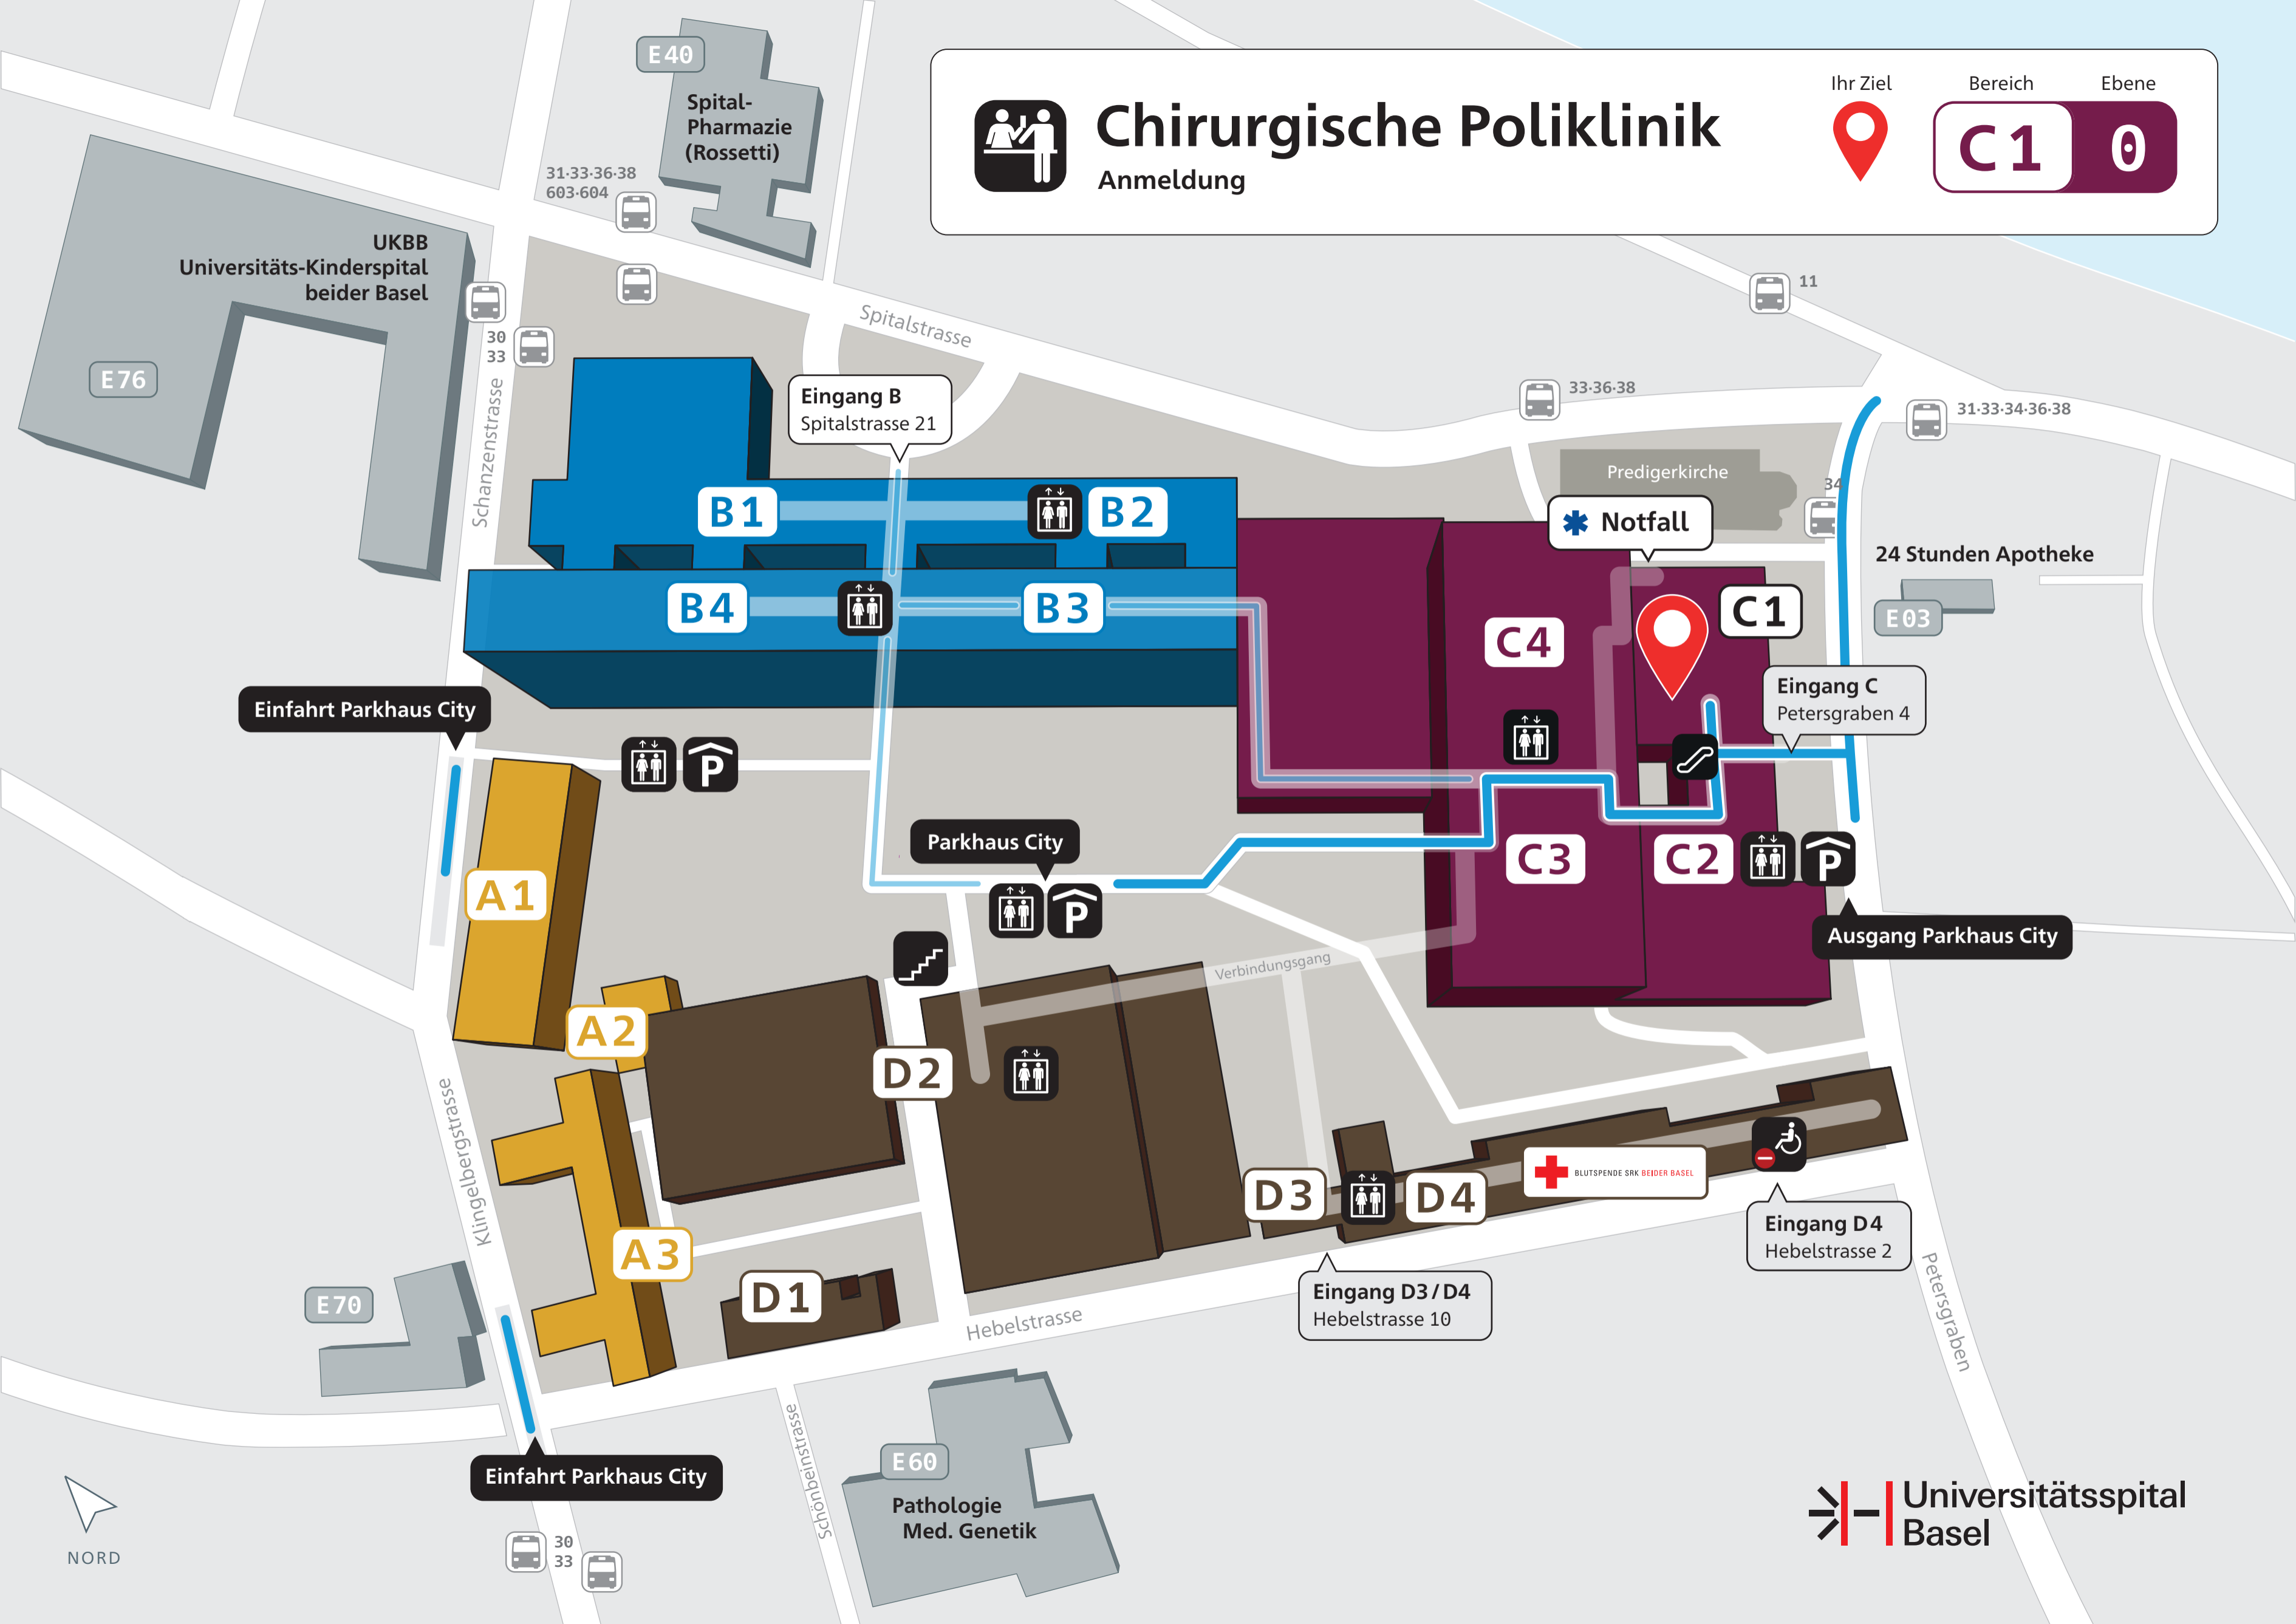 E40
Spital-
Pharmazie
(Rossetti)
Chirurgische Poliklinik
Anmeldung
Ihr Ziel
Bereich
Ebene
C1
0
31·33·36·38
603·604
UKBB
Universitäts-Kinderspital
beider Basel
E76
30
33
Schanzenstrasse
Spitalstrasse
11
33·36·38
31·33·34·36·38
Eingang B
Spitalstrasse 21
Predigerkirche
34
Notfall
24 Stunden Apotheke
E03
B1
B2
B4
B3
C4
C1
Eingang C
Petersgraben 4
Einfahrt Parkhaus City
P
Parkhaus City
P
C3
C2
P
Ausgang Parkhaus City
A1
Verbindungsgang
A2
D2
Klingelbergstrasse
A3
D1
D3
D4
BLUTSPENDE SRK BEIDER BASEL
Eingang D4
Hebelstrasse 2
Eingang D3/D4
Hebelstrasse 10
Petersgraben
Hebelstrasse
E70
Einfahrt Parkhaus City
Schönbeinstrasse
E60
Pathologie
Med. Genetik
30
33
NORD
Universitätsspital
Basel